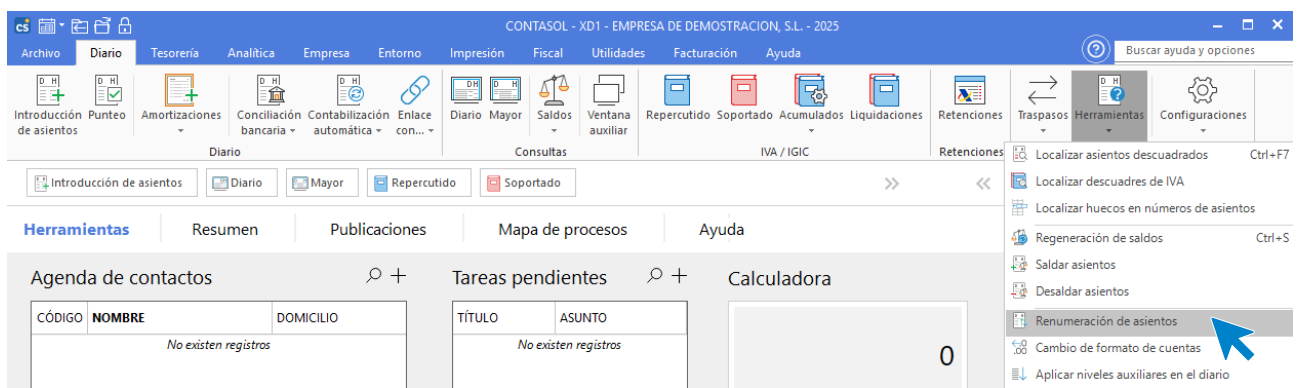 cs
CONTASOL - XD1 - EMPRESA DE DEMOSTRACION, S.L. - 2025
Archivo Diario Tesorería Analítica Empresa Entorno Impresión Fiscal Utilidades Facturación Ayuda
Buscar ayuda y opciones
Introducción de asientos
Punteo
Amortizaciones
Conciliación bancaria
Contabilización automática
Enlace con...
Diario
Mayor
Saldos
Ventana auxiliar
Repercutido
Soportado
Acumulados
Liquidaciones
Retenciones
Traspasos
Herramientas
Configuraciones
Diario
Consultas
IVA / IGIC
Retenciones
Introducción de asientos
Diario
Mayor
Repercutido
Soportado
Localizar asientos descuadrados Ctrl+F7
Localizar descuadres de IVA
Localizar huecos en números de asientos
Regeneración de saldos Ctrl+S
Saldar asientos
Desaldar asientos
Renumeración de asientos
Cambio de formato de cuentas
Aplicar niveles auxiliares en el diario
Herramientas Resumen Publicaciones Mapa de procesos Ayuda
Agenda de contactos
CÓDIGO NOMBRE DOMICILIO
No existen registros
Tareas pendientes
TÍTULO ASUNTO
No existen registros
Calculadora
0